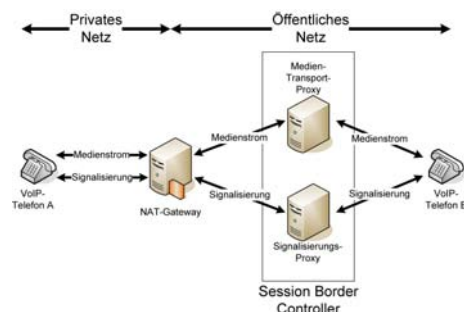 Privates
Netz
Öffentliches
Netz
Medien-
Transport-
Proxy
Medienstrom
Medienstrom
Medienstrom
Signalisierung
VoIP-
Telefon A
NAT-Gateway
Signalisierung
Signalisierung
VoIP-
Telefon B
Signalisierungs-
Proxy
Session Border
Controller